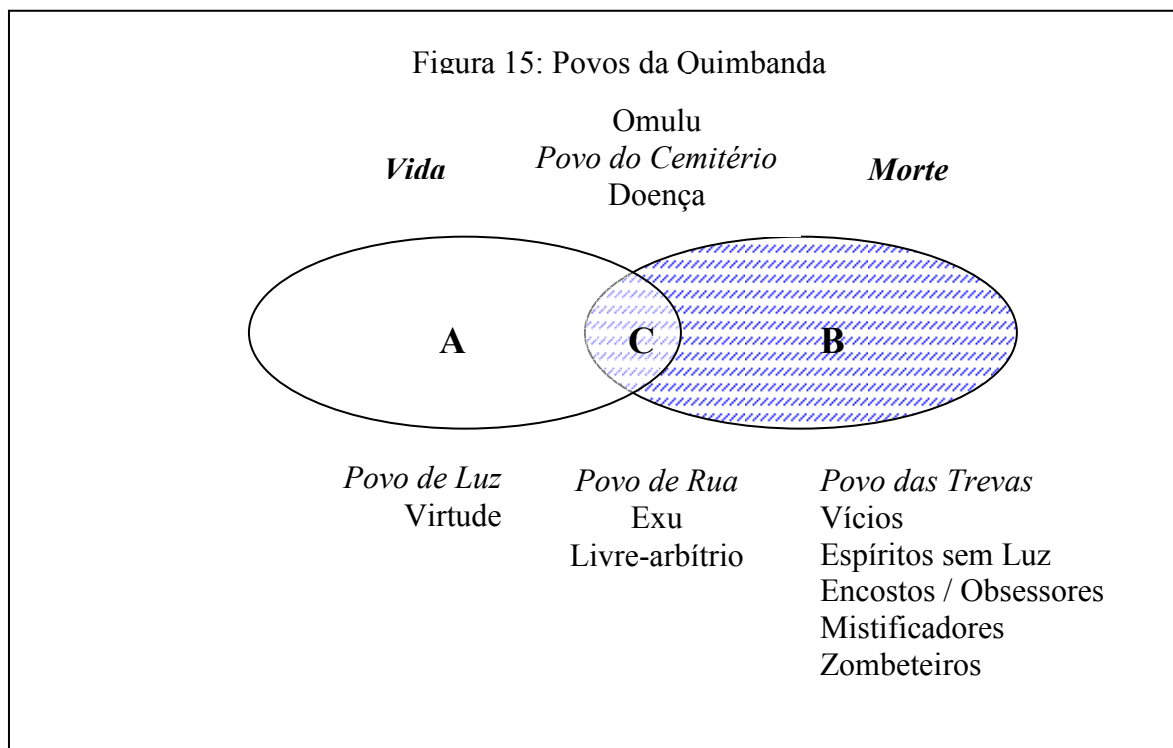 Figura 15: Povos da Quimbanda
Omulu
Povo do Cemitério
Doença
Vida
Morte
A
C
B
Povo de Luz
Virtude
Povo de Rua
Exu
Livre-arbítrio
Povo das Trevas
Vícios
Espíritos sem Luz
Encostos / Obsessores
Mistificadores
Zombeteiros